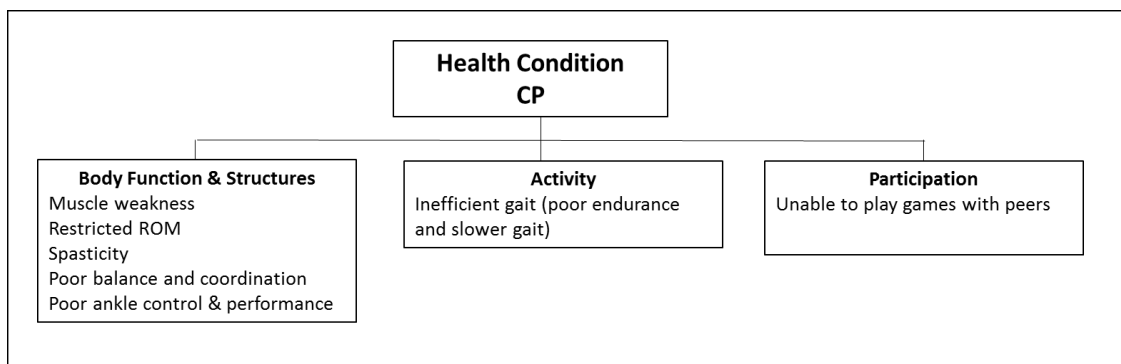 Health Condition
CP
Body Function & Structures
Muscle weakness
Restricted ROM
Spasticity
Poor balance and coordination
Poor ankle control & performance
Activity
Inefficient gait (poor endurance
and slower gait)
Participation
Unable to play games with peers